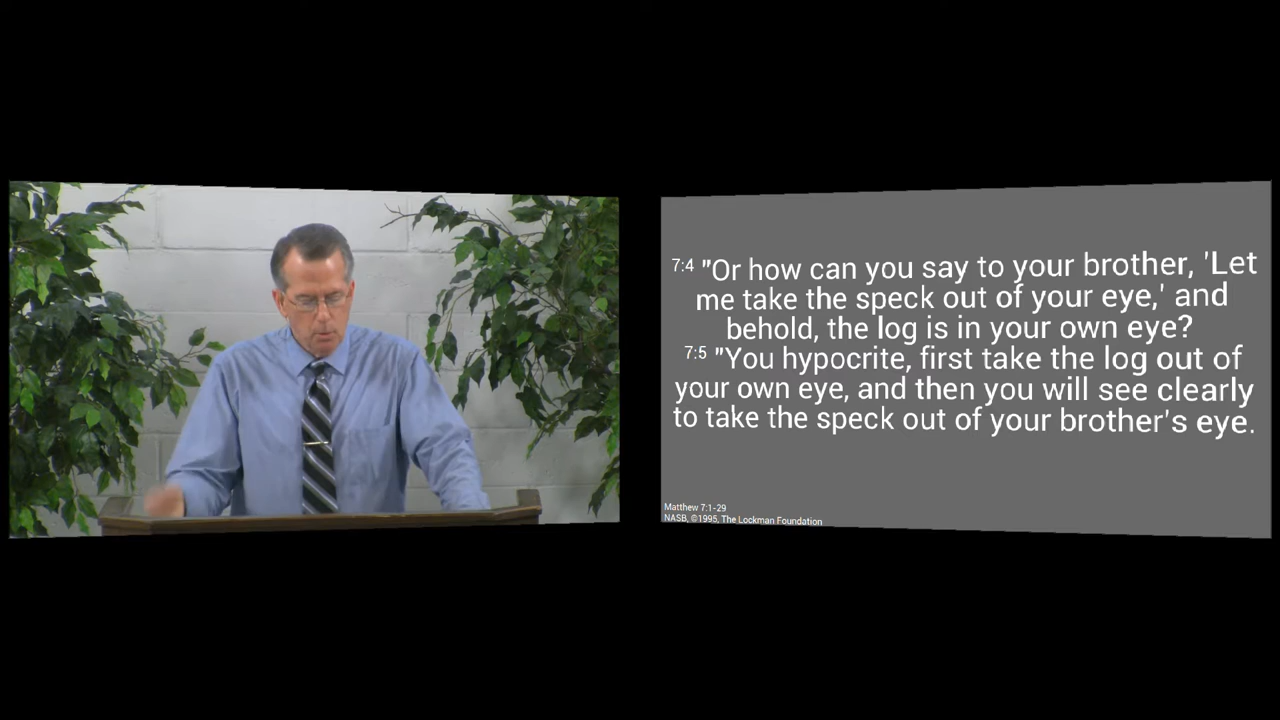 7:4 "Or how can you say to your brother, 'Let
me take the speck out of your eye,' and
behold, the log is in your own eye?
7:5 "You hypocrite, first take the log out of
your own eye, and then you will see clearly
to take the speck out of your brother's eye.
Matthew 7:1-29
NASB, ©1995, The Lockman Foundation